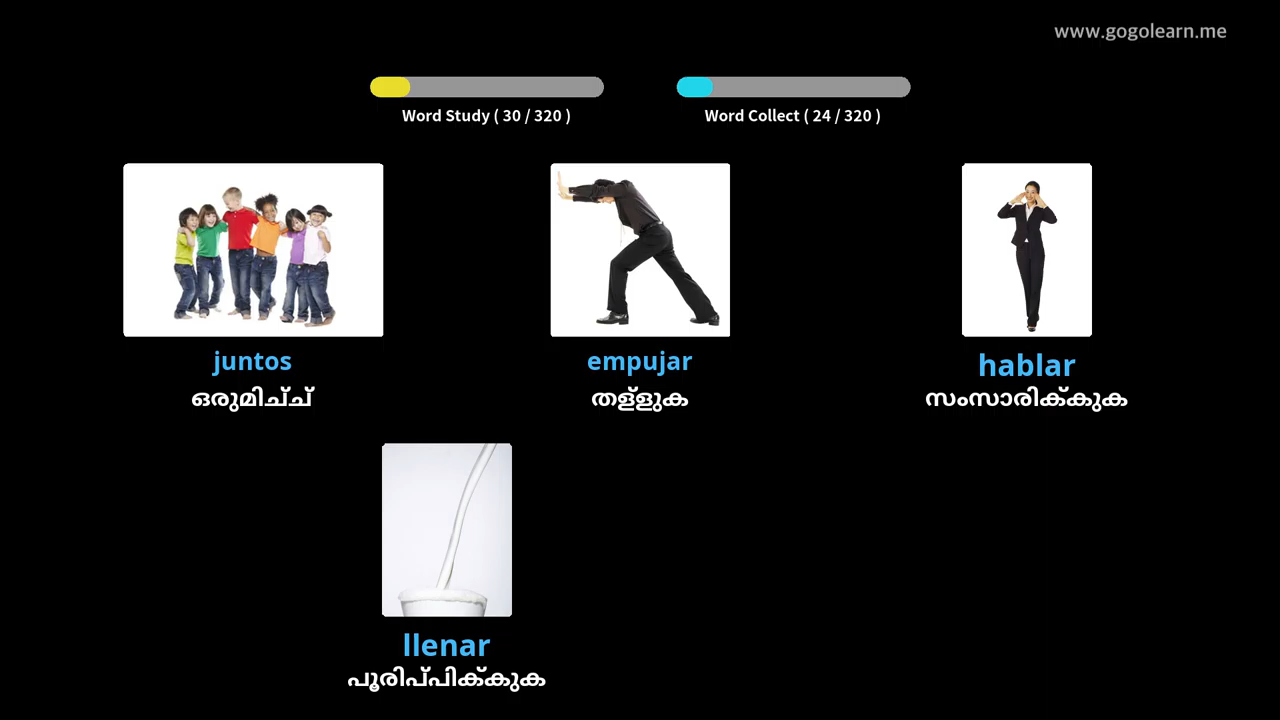 www.gogolearn.me
Word Study ( 30 / 320 )
Word Collect ( 24 / 320 )
juntos
ഒരുമിച്ച്
empujar
തള്ളുക
hablar
സംസാരിക്കുക
llenar
പൂരിപ്പിക്കുക